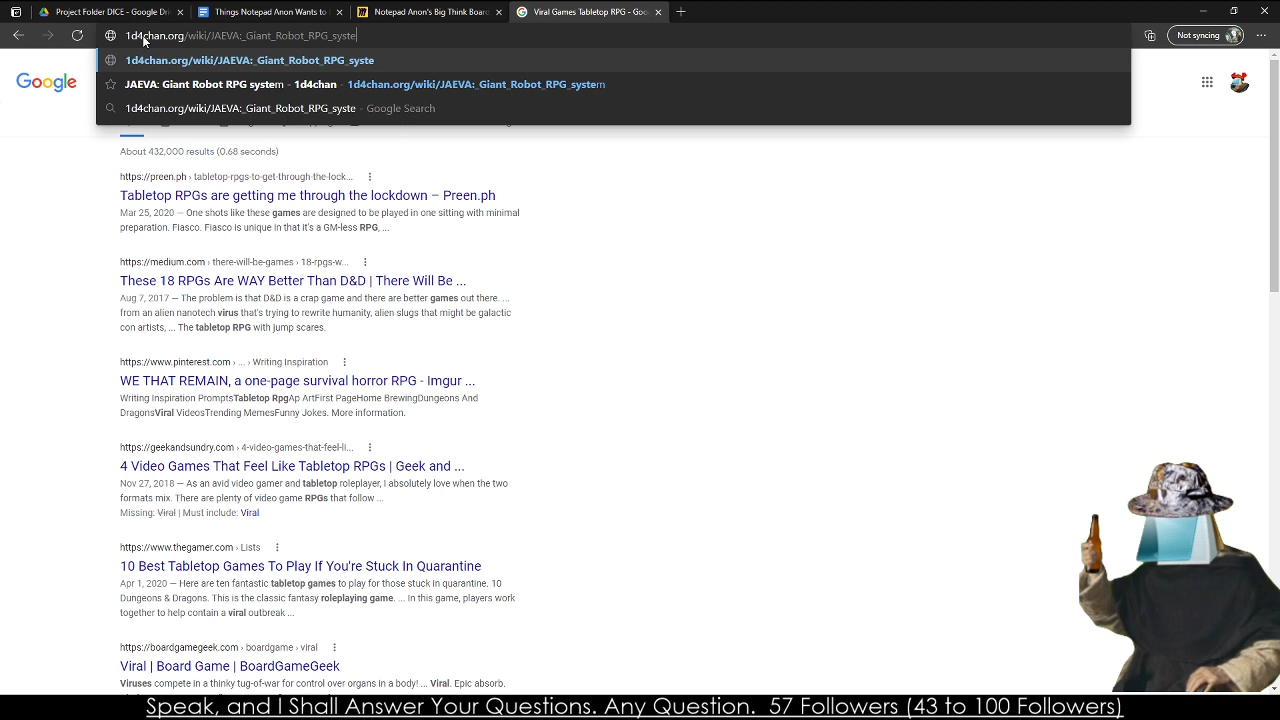 Project Folder DICE - Google Dri
Things Notepad Anon Wants to
Notepad Anon's Big Think Board
Viral Games Tabletop RPG - Goo
1d4chan.org/wiki/JAEVA:_Giant_Robot_RPG_syste
Not syncing
1d4chan.org/wiki/JAEVA:_Giant_Robot_RPG_syste
JAEVA: Giant Robot RPG system - 1d4chan - 1d4chan.org/wiki/JAEVA:_Giant_Robot_RPG_system
1d4chan.org/wiki/JAEVA:_Giant_Robot_RPG_syste - Google Search
Google
About 432,000 results (0.68 seconds)
https://preen.ph › tabletop-rpgs-to-get-through-the-lock...
Tabletop RPGs are getting me through the lockdown – Preen.ph
Mar 25, 2020 — One shots like these games are designed to be played in one sitting with minimal
preparation. Fiasco. Fiasco is unique in that it's a GM-less RPG, ...
https://medium.com › there-will-be-games › 18-rpgs-w...
These 18 RPGs Are WAY Better Than D&D | There Will Be ...
Aug 7, 2017 — The problem is that D&D is a crap game and there are better games out there. ...
from an alien nanotech virus that's trying to rewrite humanity, alien slugs that might be galactic
con artists, ... The tabletop RPG with jump scares.
https://www.pinterest.com › ... › Writing Inspiration
WE THAT REMAIN, a one-page survival horror RPG - Imgur ...
Writing Inspiration PromptsTabletop RpgAp ArtFirst PageHome BrewingDungeons And
DragonsViral VideosTrending MemesFunny Jokes. More information.
https://geekandsundry.com › 4-video-games-that-feel-li...
4 Video Games That Feel Like Tabletop RPGs | Geek and ...
Nov 27, 2018 — As an avid video gamer and tabletop roleplayer, I absolutely love when the two
formats mix. There are plenty of video game RPGs that follow ...
Missing: Viral | Must include: Viral
https://www.thegamer.com › Lists
10 Best Tabletop Games To Play If You're Stuck In Quarantine
Apr 1, 2020 — Here are ten fantastic tabletop games to play for those stuck in quarantine. 10
Dungeons & Dragons. This is the classic fantasy roleplaying game. ... In this game, players work
together to help contain a viral outbreak ...
https://boardgamegeek.com › boardgame › viral
Viral | Board Game | BoardGameGeek
Viruses compete in a thinky tug-of-war for control over organs in a body! ... Viral. Epic absorb.
Speak, and I Shall Answer Your Questions. Any Question. 57 Followers (43 to 100 Followers)